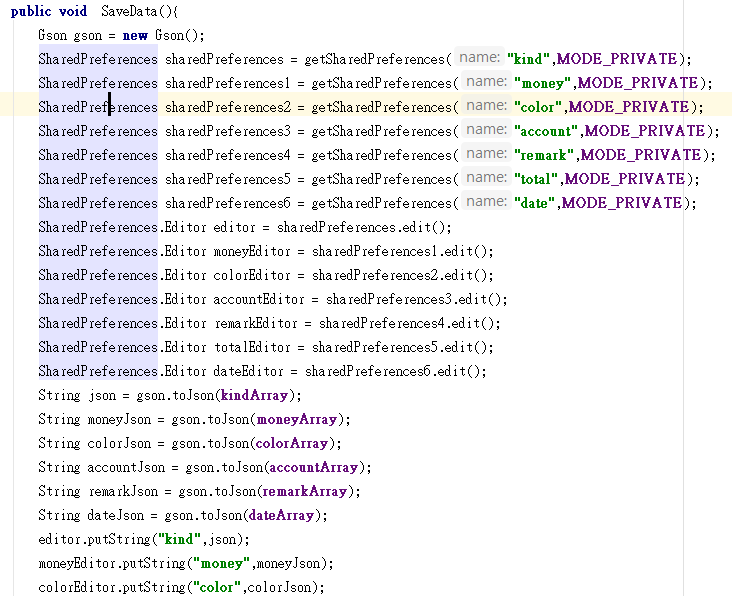 public void  SaveData(){
Gson gson = new Gson();
SharedPreferences sharedPreferences = getSharedPreferences( name: "kind",MODE_PRIVATE);
SharedPreferences sharedPreferences1 = getSharedPreferences( name: "money",MODE_PRIVATE);
SharedPreferences sharedPreferences2 = getSharedPreferences( name: "color",MODE_PRIVATE);
SharedPreferences sharedPreferences3 = getSharedPreferences( name: "account",MODE_PRIVATE);
SharedPreferences sharedPreferences4 = getSharedPreferences( name: "remark",MODE_PRIVATE);
SharedPreferences sharedPreferences5 = getSharedPreferences( name: "total",MODE_PRIVATE);
SharedPreferences sharedPreferences6 = getSharedPreferences( name: "date",MODE_PRIVATE);
SharedPreferences.Editor editor = sharedPreferences.edit();
SharedPreferences.Editor moneyEditor = sharedPreferences1.edit();
SharedPreferences.Editor colorEditor = sharedPreferences2.edit();
SharedPreferences.Editor accountEditor = sharedPreferences3.edit();
SharedPreferences.Editor remarkEditor = sharedPreferences4.edit();
SharedPreferences.Editor totalEditor = sharedPreferences5.edit();
SharedPreferences.Editor dateEditor = sharedPreferences6.edit();
String json = gson.toJson(kindArray);
String moneyJson = gson.toJson(moneyArray);
String colorJson = gson.toJson(colorArray);
String accountJson = gson.toJson(accountArray);
String remarkJson = gson.toJson(remarkArray);
String dateJson = gson.toJson(dateArray);
editor.putString("kind",json);
moneyEditor.putString("money",moneyJson);
colorEditor.putString("color",colorJson);